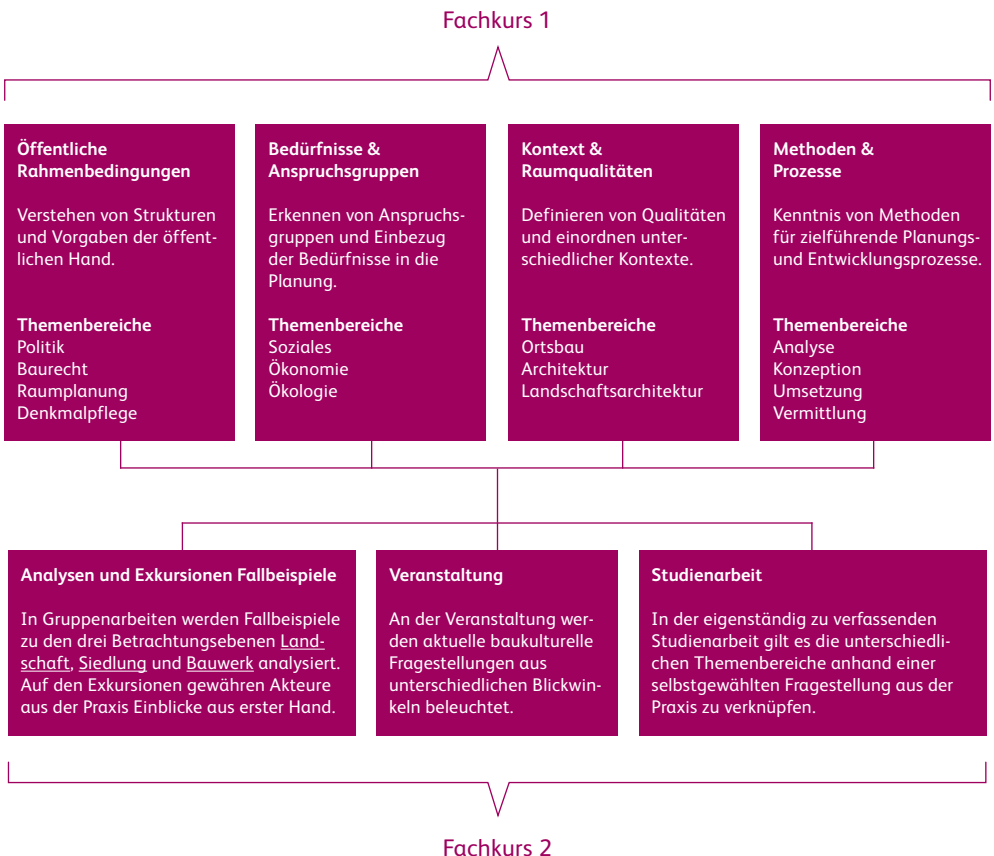 Fachkurs 1
Öffentliche
Rahmenbedingungen
Verstehen von Strukturen
und Vorgaben der öffent-
lichen Hand.
Themenbereiche
Politik
Baurecht
Raumplanung
Denkmalpflege
Bedürfnisse &
Anspruchsgruppen
Erkennen von Anspruchs-
gruppen und Einbezug
der Bedürfnisse in die
Planung.
Themenbereiche
Soziales
Ökonomie
Ökologie
Kontext &
Raumqualitäten
Definieren von Qualitäten
und einordnen unter-
schiedlicher Kontexte.
Themenbereiche
Ortsbau
Architektur
Landschaftsarchitektur
Methoden &
Prozesse
Kenntnis von Methoden
für zielführende Planungs-
und Entwicklungsprozesse.
Themenbereiche
Analyse
Konzeption
Umsetzung
Vermittlung
Analysen und Exkursionen Fallbeispiele
In Gruppenarbeiten werden Fallbeispiele
zu den drei Betrachtungsebenen Land-
schaft, Siedlung und Bauwerk analysiert.
Auf den Exkursionen gewähren Akteure
aus der Praxis Einblicke aus erster Hand.
Veranstaltung
An der Veranstaltung wer-
den aktuelle baukulturelle
Fragestellungen aus
unterschiedlichen Blickwin-
keln beleuchtet.
Studienarbeit
In der eigenständig zu verfassenden
Studienarbeit gilt es die unterschiedli-
chen Themenbereiche anhand einer
selbstgewählten Fragestellung aus der
Praxis zu verknüpfen.
Fachkurs 2